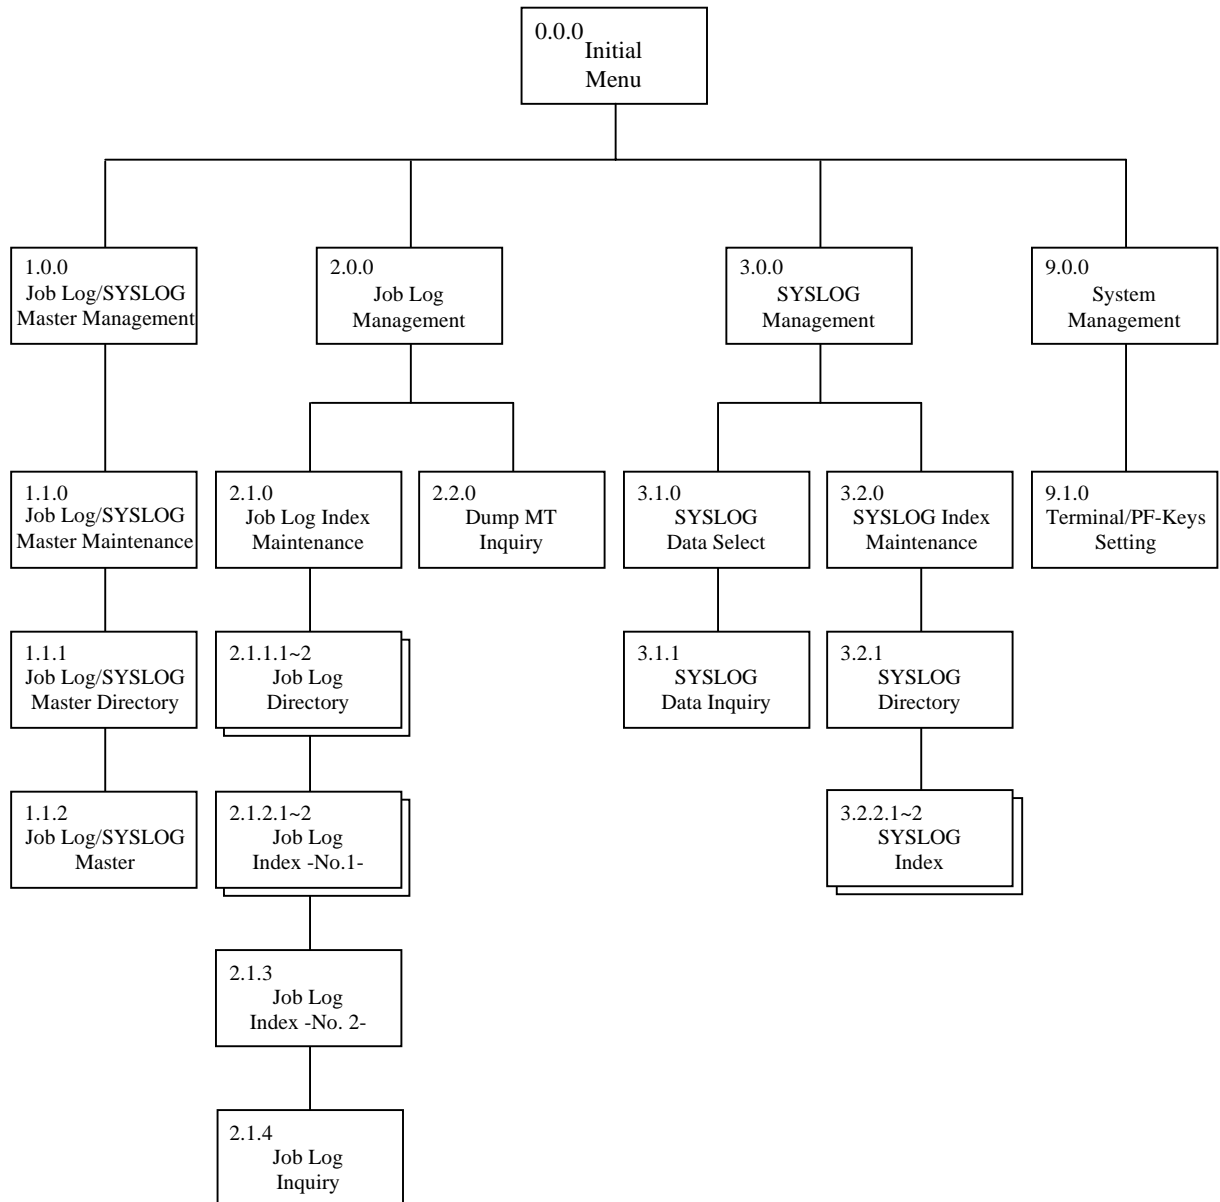 0.0.0
Initial
Menu
1.0.0
Job Log/SYSLOG
Master Management
2.0.0
Job Log
Management
3.0.0
SYSLOG
Management
9.0.0
System
Management
1.1.0
Job Log/SYSLOG
Master Maintenance
2.1.0
Job Log Index
Maintenance
2.2.0
Dump MT
Inquiry
3.1.0
SYSLOG
Data Select
3.2.0
SYSLOG Index
Maintenance
9.1.0
Terminal/PF-Keys
Setting
1.1.1
Job Log/SYSLOG
Master Directory
2.1.1.1~2
Job Log
Directory
3.1.1
SYSLOG
Data Inquiry
3.2.1
SYSLOG
Directory
1.1.2
Job Log/SYSLOG
Master
2.1.2.1~2
Job Log
Index -No.1-
3.2.2.1~2
SYSLOG
Index
2.1.3
Job Log
Index -No. 2-
2.1.4
Job Log
Inquiry